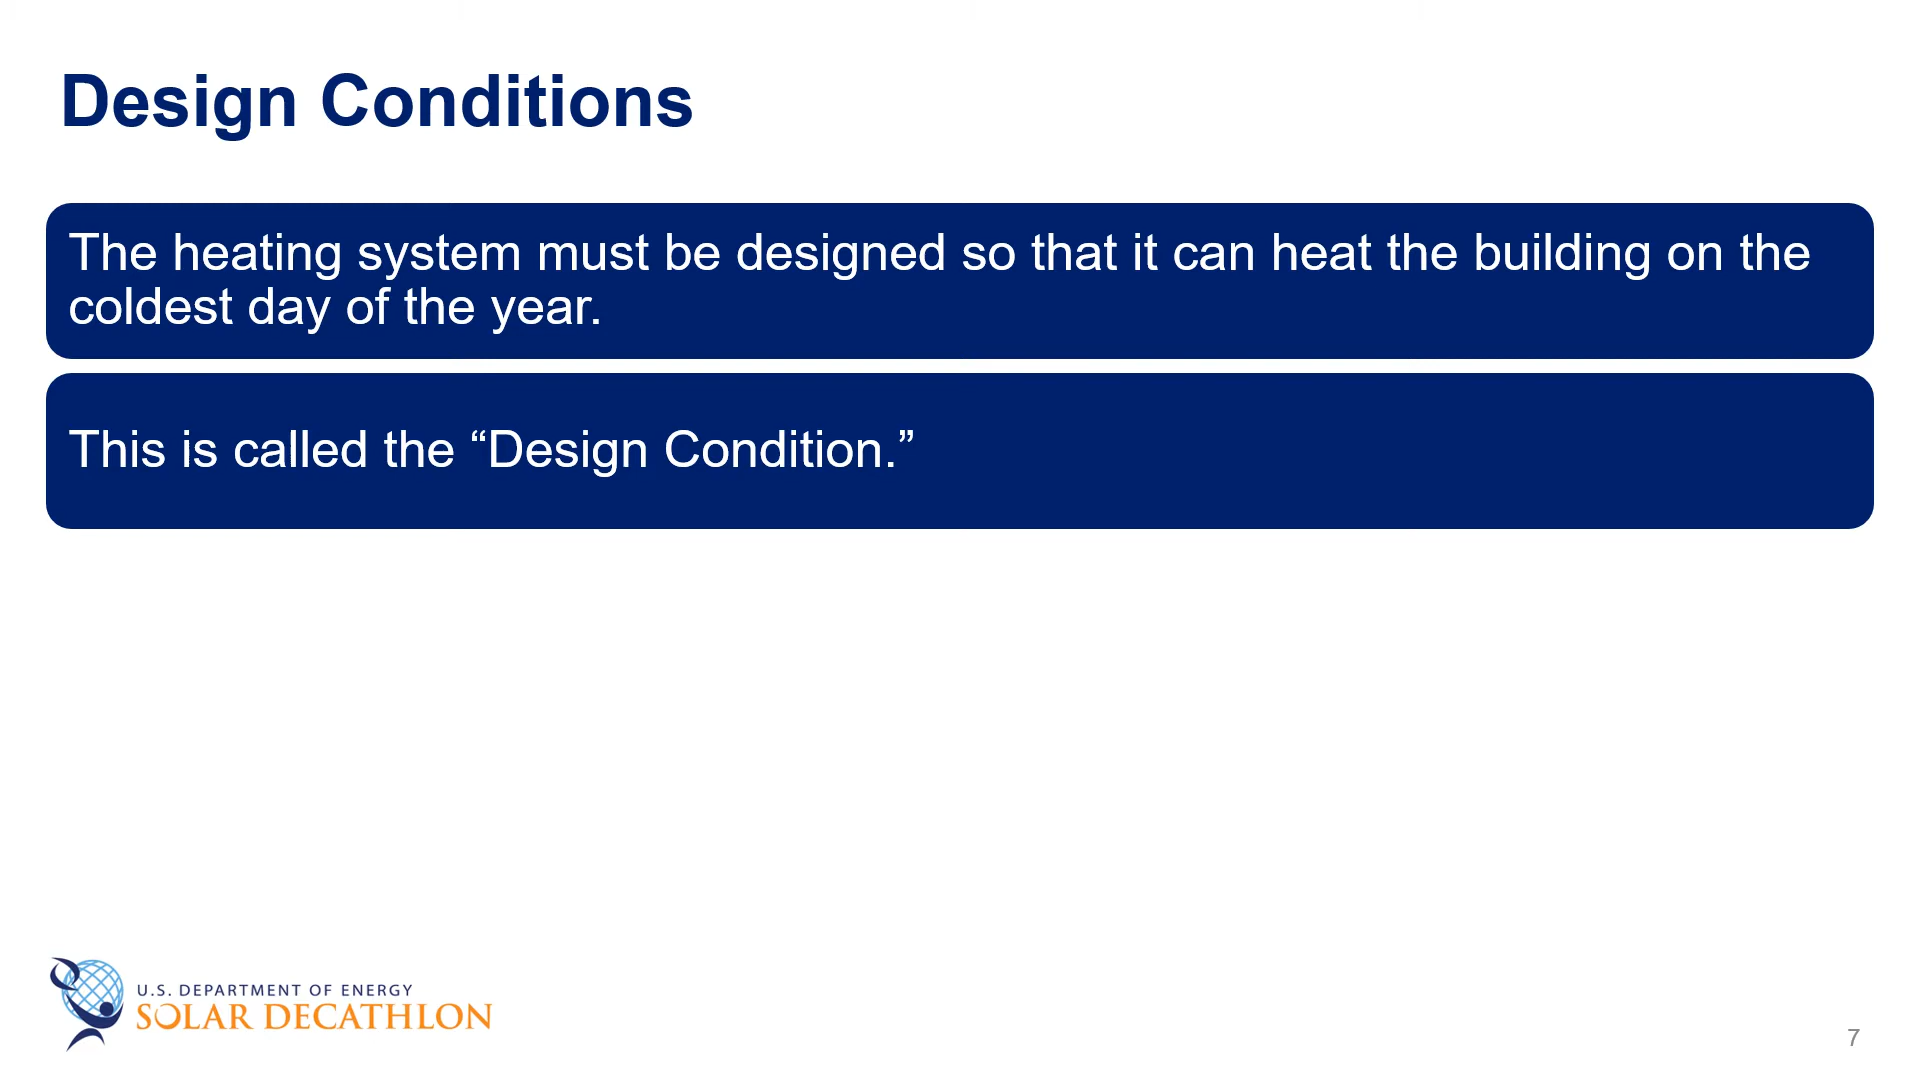 Design Conditions
The heating system must be designed so that it can heat the building on the
coldest day of the year.
This is called the “Design Condition.”
U.S. DEPARTMENT OF ENERGY
SOLAR DECATHLON
7